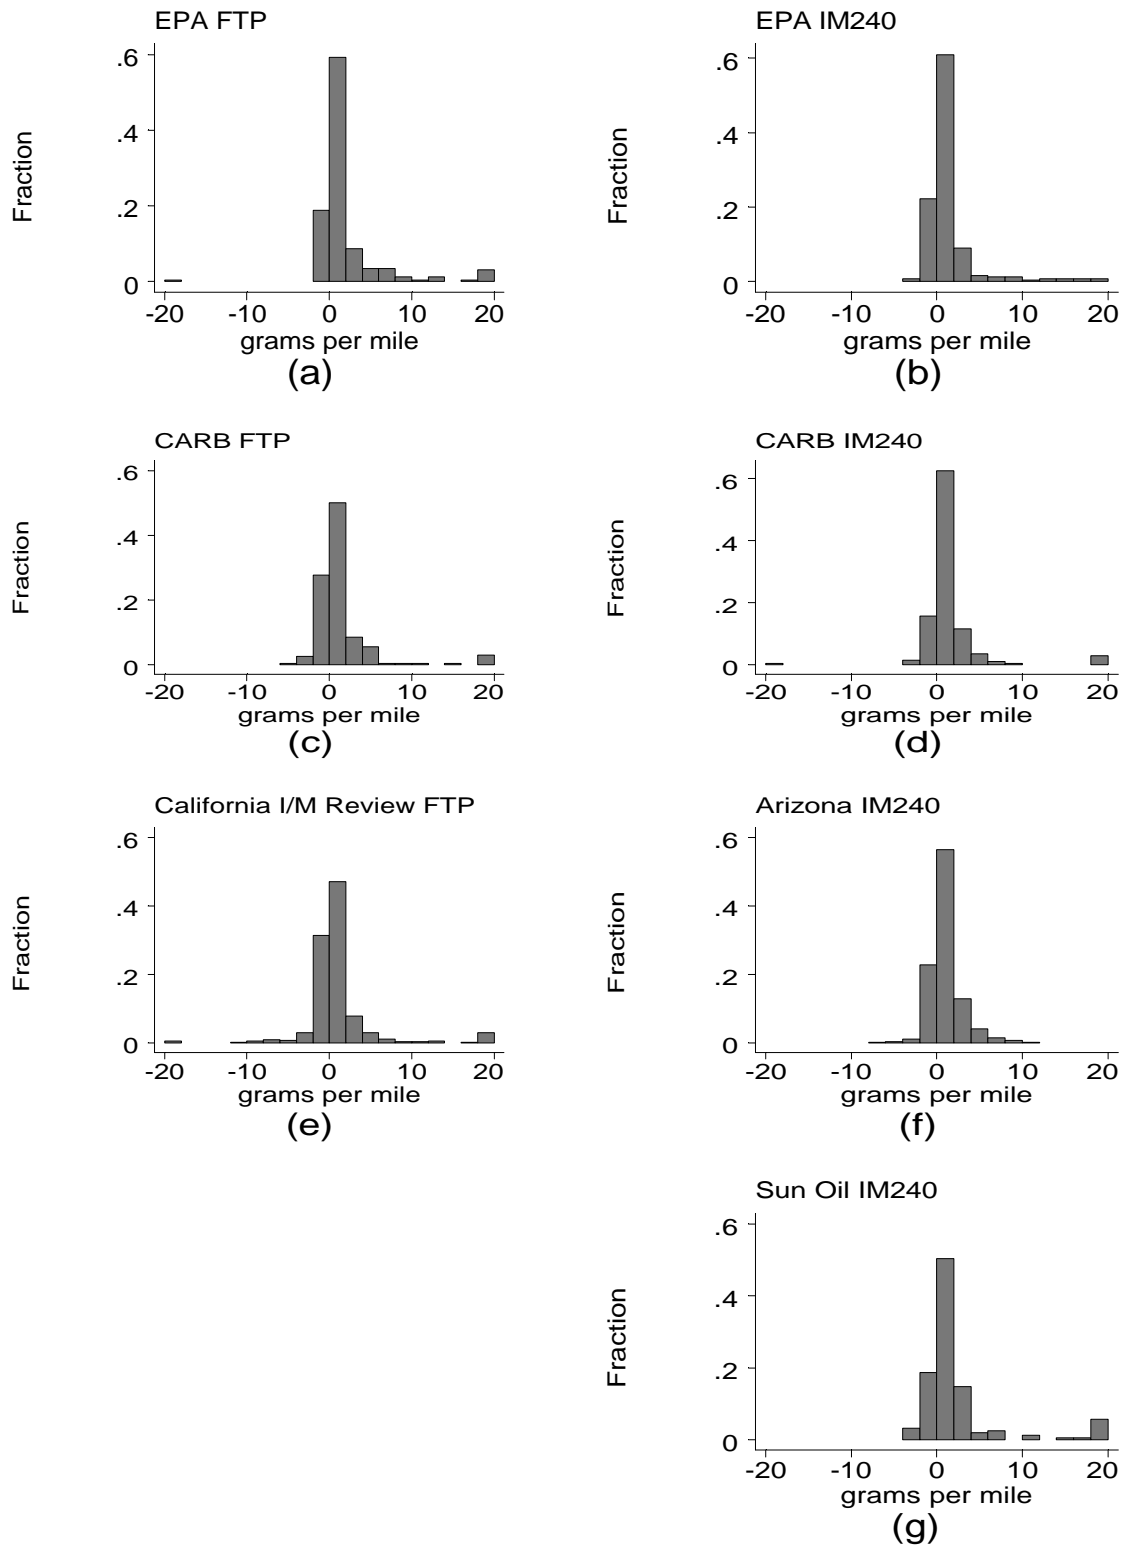 EPA FTP
Fraction
.6
.4
.2
0
-20 -10 0 10 20
grams per mile
(a)
EPA IM240
Fraction
.6
.4
.2
0
-20 -10 0 10 20
grams per mile
(b)
CARB FTP
Fraction
.6
.4
.2
0
-20 -10 0 10 20
grams per mile
(c)
CARB IM240
Fraction
.6
.4
.2
0
-20 -10 0 10 20
grams per mile
(d)
California I/M Review FTP
Fraction
.6
.4
.2
0
-20 -10 0 10 20
grams per mile
(e)
Arizona IM240
Fraction
.6
.4
.2
0
-20 -10 0 10 20
grams per mile
(f)
Sun Oil IM240
Fraction
.6
.4
.2
0
-20 -10 0 10 20
grams per mile
(g)